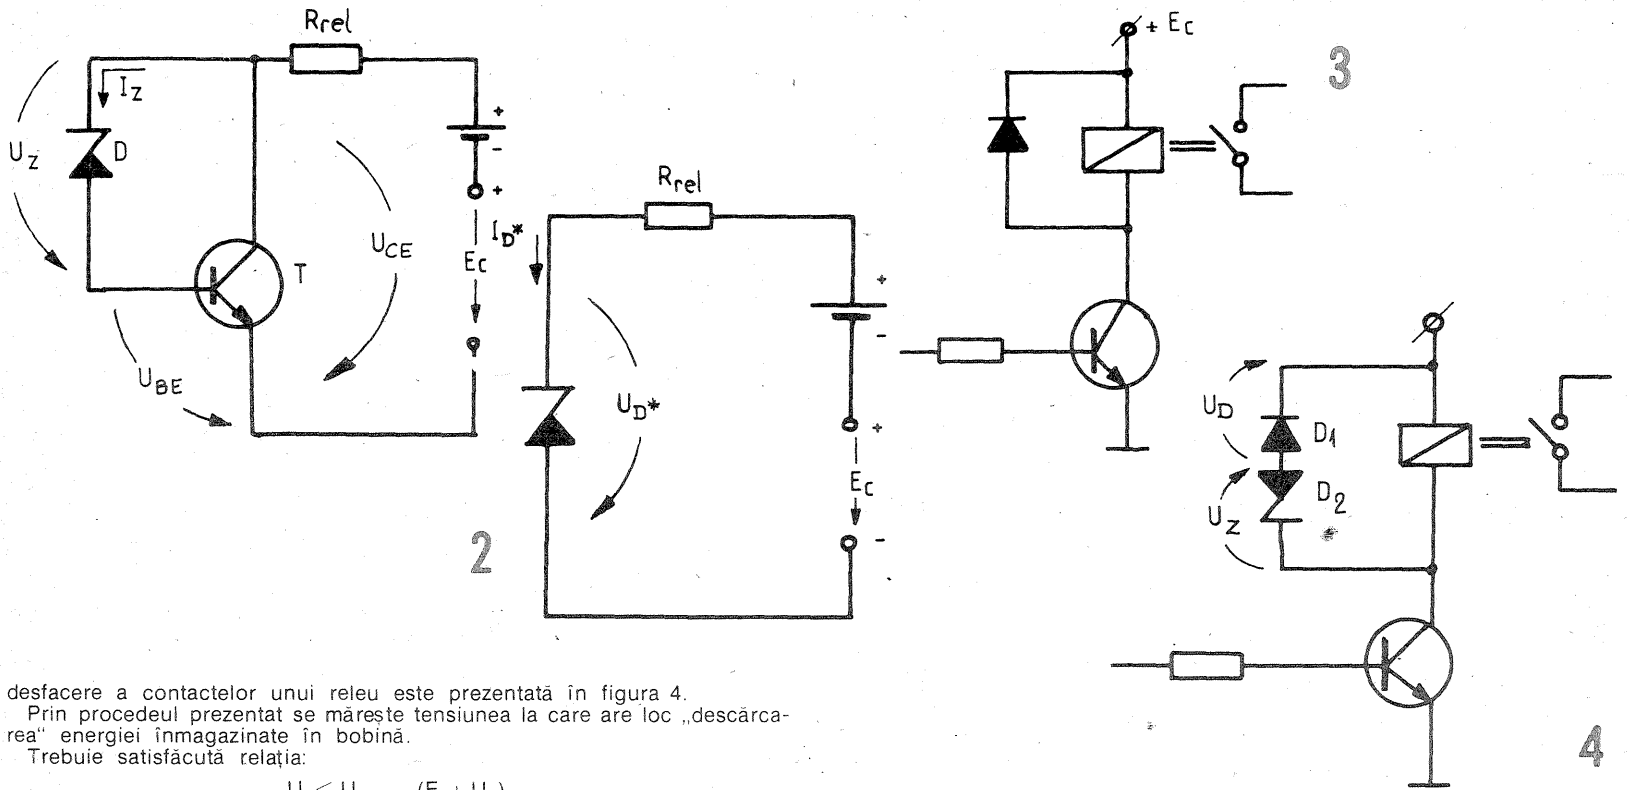 Rrel
IZ
UZ
D
+
-
+
UCE
T
EC
UBE
2
Rrel
ID*
+
-
UD*
+
EC
-
+ EC
3
UD
D1
D2
UZ
4
desfacere a contactelor unui releu este prezentată în figura 4.
Prin procedeul prezentat se mărește tensiunea la care are loc „descărca-
rea“ energiei înmagazinate în bobină.
Trebuie satisfăcută relația: